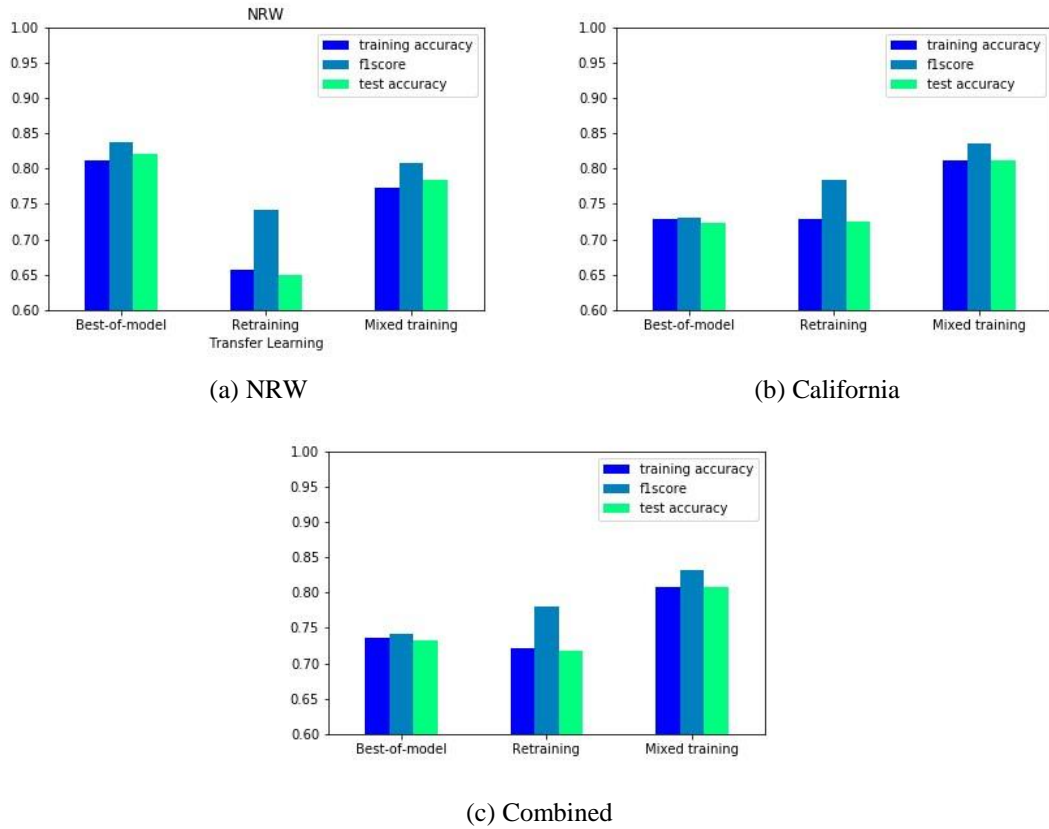 NRW
1.00
0.95
0.90
0.85
0.80
0.75
0.70
0.65
0.60
training accuracy
f1score
test accuracy
Best-of-model
Retraining
Mixed training
Transfer Learning
(a) NRW
1.00
0.95
0.90
0.85
0.80
0.75
0.70
0.65
0.60
training accuracy
f1score
test accuracy
Best-of-model
Retraining
Mixed training
(b) California
1.00
0.95
0.90
0.85
0.80
0.75
0.70
0.65
0.60
training accuracy
f1score
test accuracy
Best-of-model
Retraining
Mixed training
(c) Combined